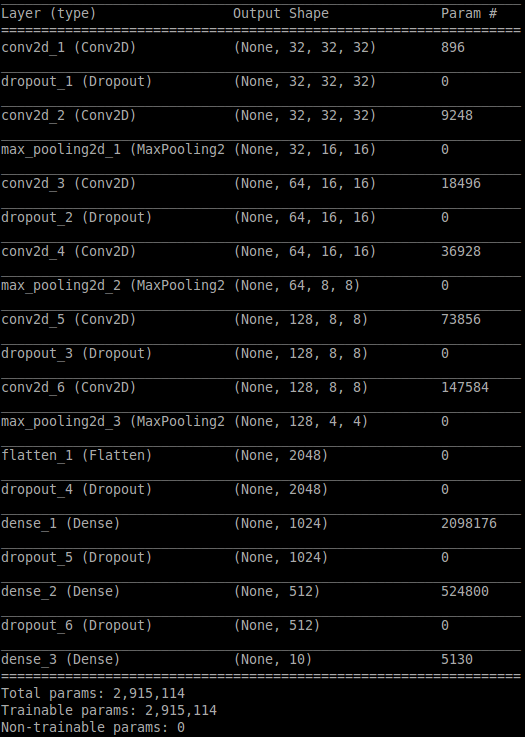 Layer (type) Output Shape Param #
=================================================================
conv2d_1 (Conv2D) (None, 32, 32, 32) 896
dropout_1 (Dropout) (None, 32, 32, 32) 0
conv2d_2 (Conv2D) (None, 32, 32, 32) 9248
max_pooling2d_1 (MaxPooling2 (None, 32, 16, 16) 0
conv2d_3 (Conv2D) (None, 64, 16, 16) 18496
dropout_2 (Dropout) (None, 64, 16, 16) 0
conv2d_4 (Conv2D) (None, 64, 16, 16) 36928
max_pooling2d_2 (MaxPooling2 (None, 64, 8, 8) 0
conv2d_5 (Conv2D) (None, 128, 8, 8) 73856
dropout_3 (Dropout) (None, 128, 8, 8) 0
conv2d_6 (Conv2D) (None, 128, 8, 8) 147584
max_pooling2d_3 (MaxPooling2 (None, 128, 4, 4) 0
flatten_1 (Flatten) (None, 2048) 0
dropout_4 (Dropout) (None, 2048) 0
dense_1 (Dense) (None, 1024) 2098176
dropout_5 (Dropout) (None, 1024) 0
dense_2 (Dense) (None, 512) 524800
dropout_6 (Dropout) (None, 512) 0
dense_3 (Dense) (None, 10) 5130
=================================================================
Total params: 2,915,114
Trainable params: 2,915,114
Non-trainable params: 0